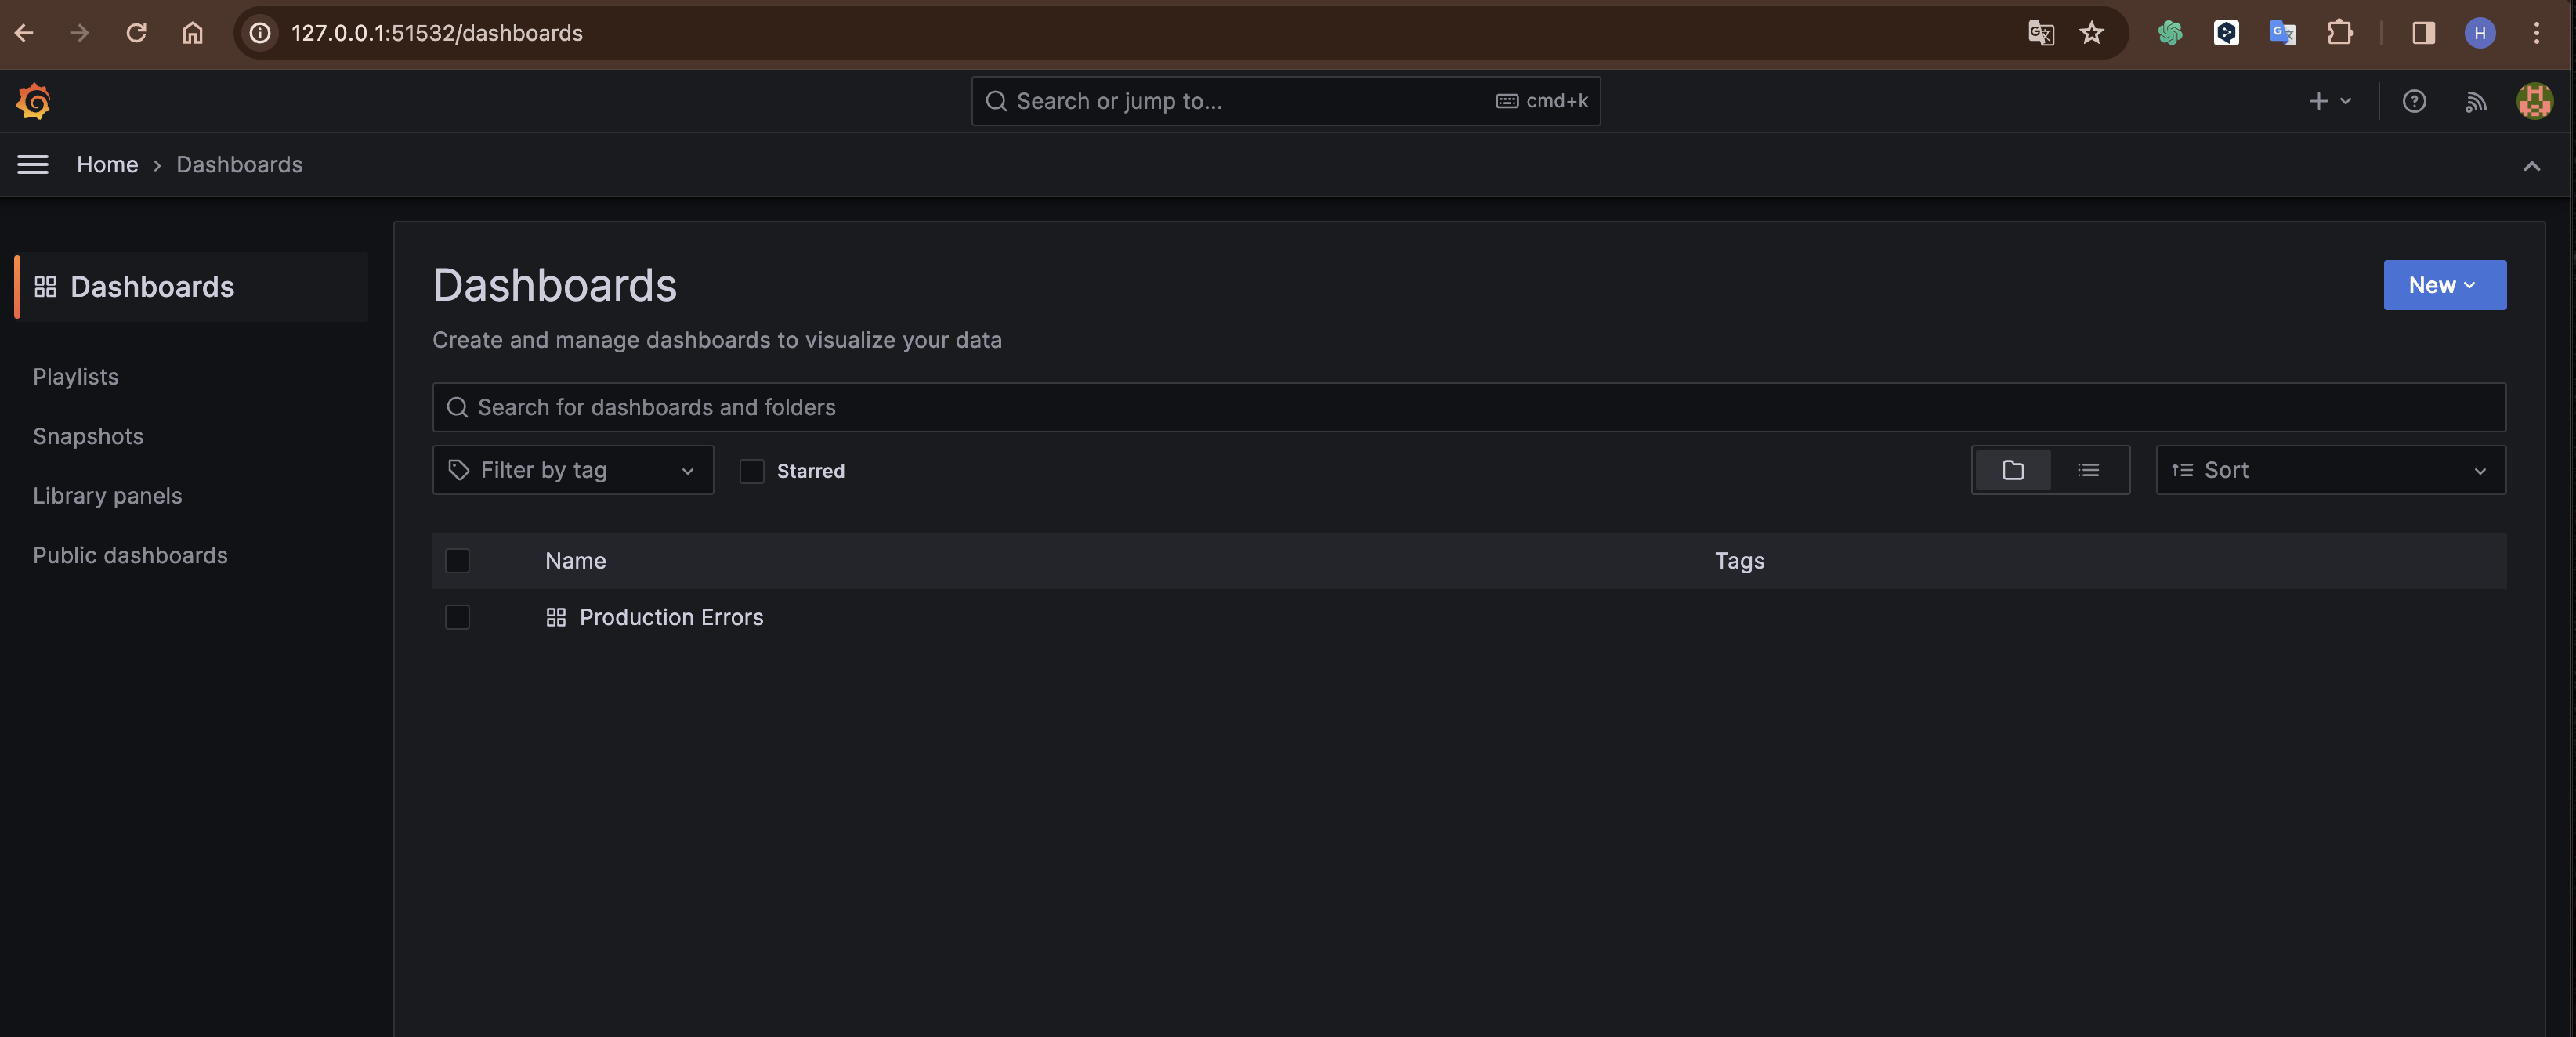 127.0.0.1:51532/dashboards
H
Search or jump to...
cmd+k
Home › Dashboards
Dashboards
Playlists
Snapshots
Library panels
Public dashboards
Dashboards
New
Create and manage dashboards to visualize your data
Search for dashboards and folders
Filter by tag
Starred
Sort
Name
Tags
Production Errors